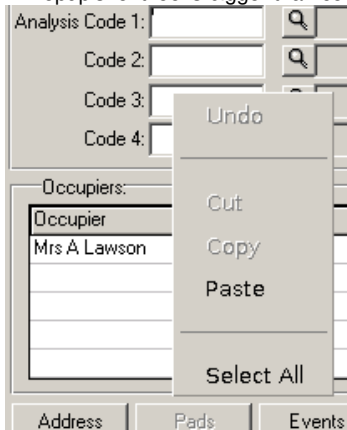 Analysis Code 1:
Code 2:
Code 3:
Code 4:
Undo
Cut
Copy
Paste
Select All
Occupiers:
Occupier
Mrs A Lawson
Address Pads Events